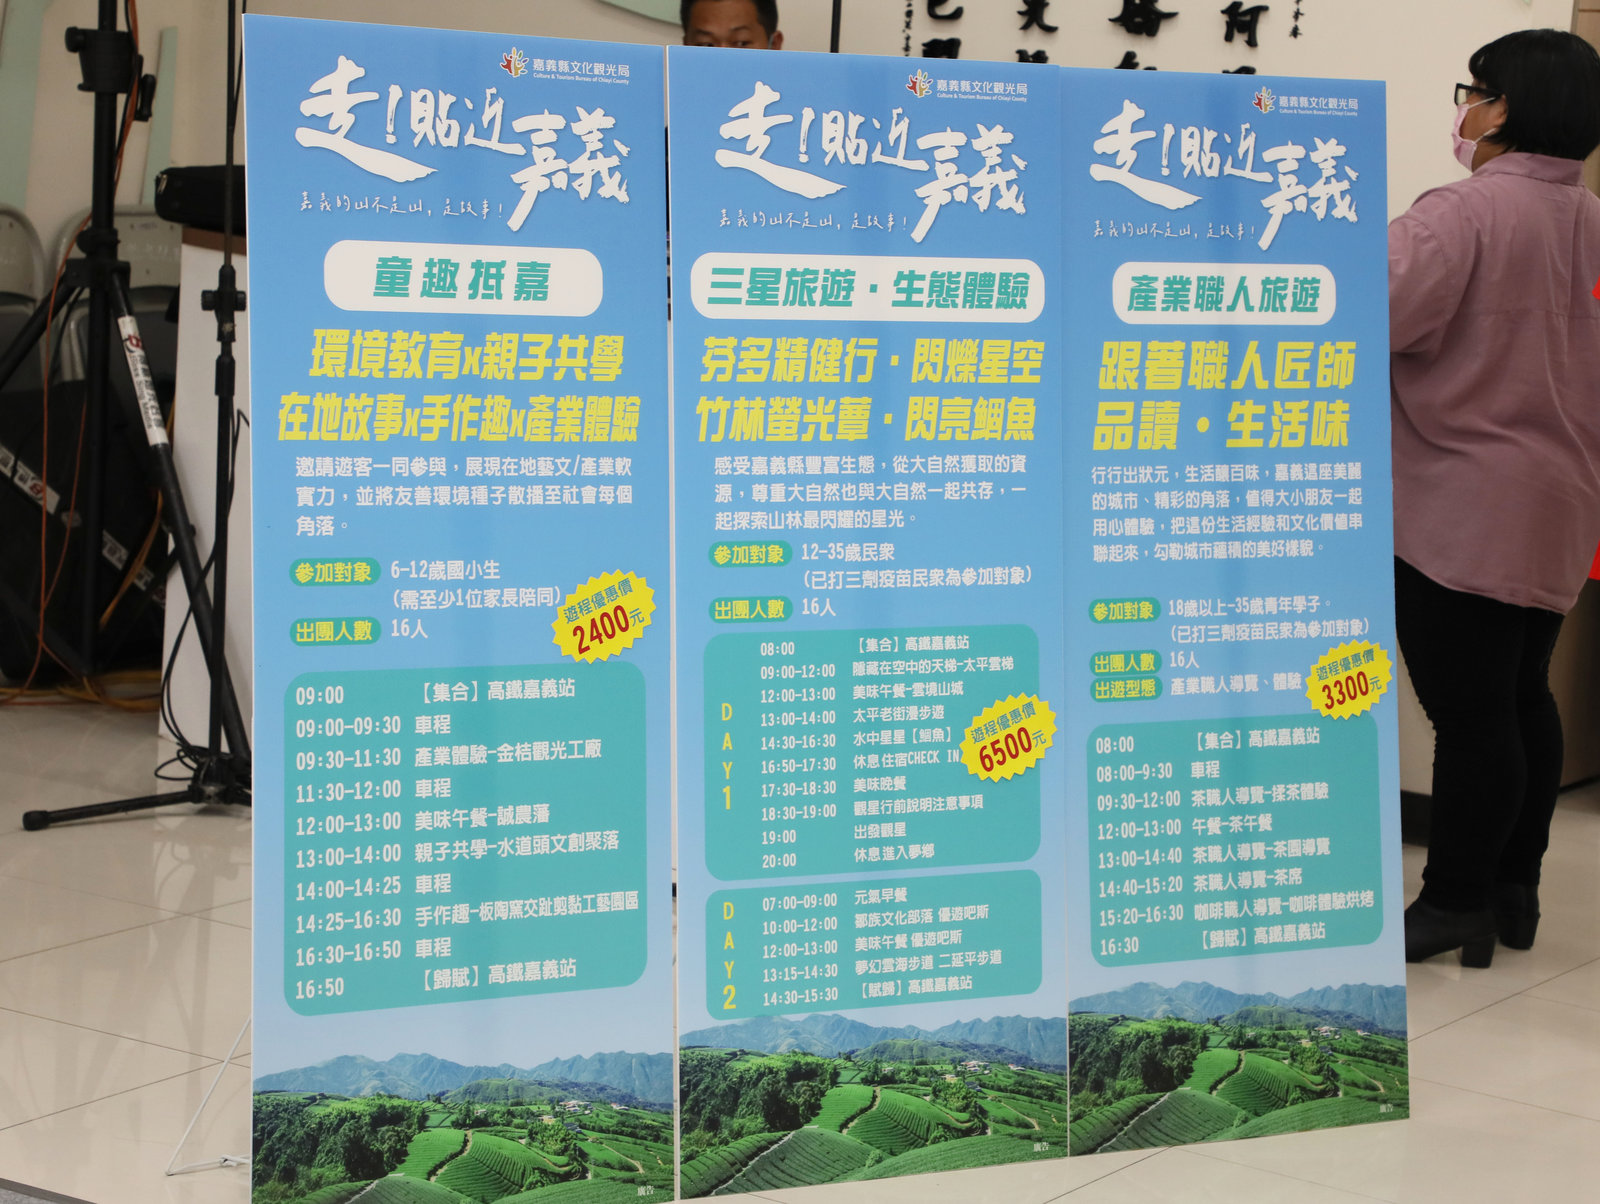 嘉義縣文化觀光局
Culture & Tourism Bureau of Chiayi County
走!貼近嘉義
嘉義的山不是山,是故事!
童趣抵嘉
環境教育x親子共學
在地故事x手作趣x產業體驗
邀請遊客一同參與,展現在地藝文/產業軟
實力,並將友善環境種子散播至社會每個
角落。
參加對象 6-12歲國小生
(需至少1位家長陪同)
出團人數 16人
遊程優惠價
2400元
09:00 【集合】高鐵嘉義站
09:00-09:30 車程
09:30-11:30 產業體驗-金桔觀光工廠
11:30-12:00 車程
12:00-13:00 美味午餐-誠農藩
13:00-14:00 親子共學-水道頭文創聚落
14:00-14:25 車程
14:25-16:30 手作趣-板陶窯交趾剪黏工藝園區
16:30-16:50 車程
16:50 【歸賦】高鐵嘉義站
廣告
嘉義縣文化觀光局
Culture & Tourism Bureau of Chiayi County
走!貼近嘉義
嘉義的山不是山,是故事!
三星旅遊・生態體驗
芬多精健行・閃爍星空
竹林螢光蕈・閃亮鯝魚
感受嘉義縣豐富生態,從大自然獲取的資
源,尊重大自然也與大自然一起共存,一
起探索山林最閃耀的星光。
參加對象 12-35歲民眾
(已打三劑疫苗民眾為參加對象)
出團人數 16人
遊程優惠價
6500元
DAY1
08:00 【集合】高鐵嘉義站
09:00-12:00 隱藏在空中的天梯-太平雲梯
12:00-13:00 美味午餐-雲境山城
13:00-14:00 太平老街漫步遊
14:30-16:30 水中星星【鯝魚】
16:50-17:30 休息住宿CHECK IN
17:30-18:30 美味晚餐
18:30-19:00 觀星行前說明注意事項
19:00 出發觀星
20:00 休息進入夢鄉
DAY2
07:00-09:00 元氣早餐
10:00-12:00 鄒族文化部落 優遊吧斯
12:00-13:00 美味午餐 優遊吧斯
13:15-14:30 夢幻雲海步道 二延平步道
14:30-15:30 【賦歸】高鐵嘉義站
廣告
嘉義縣文化觀光局
Culture & Tourism Bureau of Chiayi County
走!貼近嘉義
嘉義的山不是山,是故事!
產業職人旅遊
跟著職人匠師
品讀・生活味
行行出狀元,生活釀百味,嘉義這座美麗
的城市、精彩的角落,值得大小朋友一起
用心體驗,把這份生活經驗和文化價值串
聯起來,勾勒城市蘊積的美好樣貌。
參加對象 18歲以上-35歲青年學子。
(已打三劑疫苗民眾為參加對象)
出團人數 16人
出遊型態 產業職人導覽、體驗
遊程優惠價
3300元
08:00 【集合】高鐵嘉義站
08:00-9:30 車程
09:30-12:00 茶職人導覽-揉茶體驗
12:00-13:00 午餐-茶午餐
13:00-14:40 茶職人導覽-茶園導覽
14:40-15:20 茶職人導覽-茶席
15:20-16:30 咖啡職人導覽-咖啡體驗烘烤
16:30 【歸賦】高鐵嘉義站
廣告